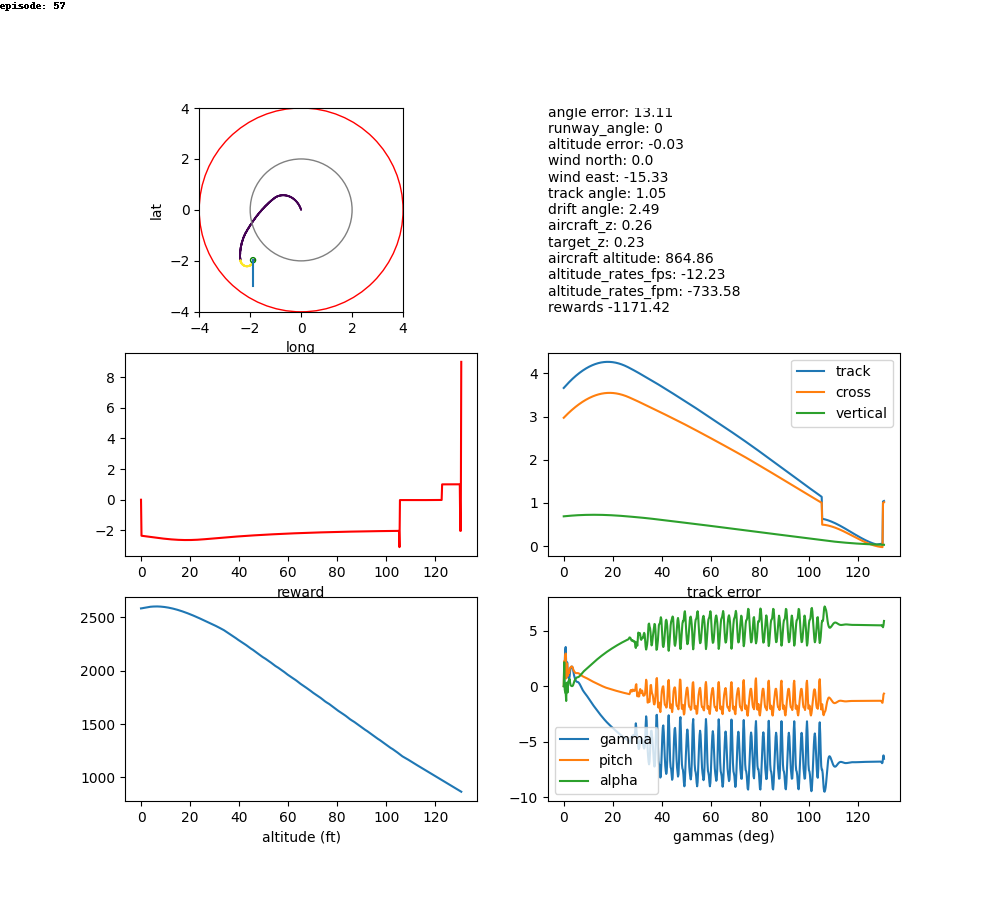 episode: 57
4
2
0
−2
−4
lat
−4
−2
0
2
4
long
angle error: 13.11
runway_angle: 0
altitude error: -0.03
wind north: 0.0
wind east: -15.33
track angle: 1.05
drift angle: 2.49
aircraft_z: 0.26
target_z: 0.23
aircraft altitude: 864.86
altitude_rates_fps: -12.23
altitude_rates_fpm: -733.58
rewards -1171.42
8
6
4
2
0
−2
0
20
40
60
80
100
120
reward
4
3
2
1
0
track
cross
vertical
0
20
40
60
80
100
120
track error
2500
2000
1500
1000
0
20
40
60
80
100
120
altitude (ft)
5
0
−5
−10
gamma
pitch
alpha
0
20
40
60
80
100
120
gammas (deg)